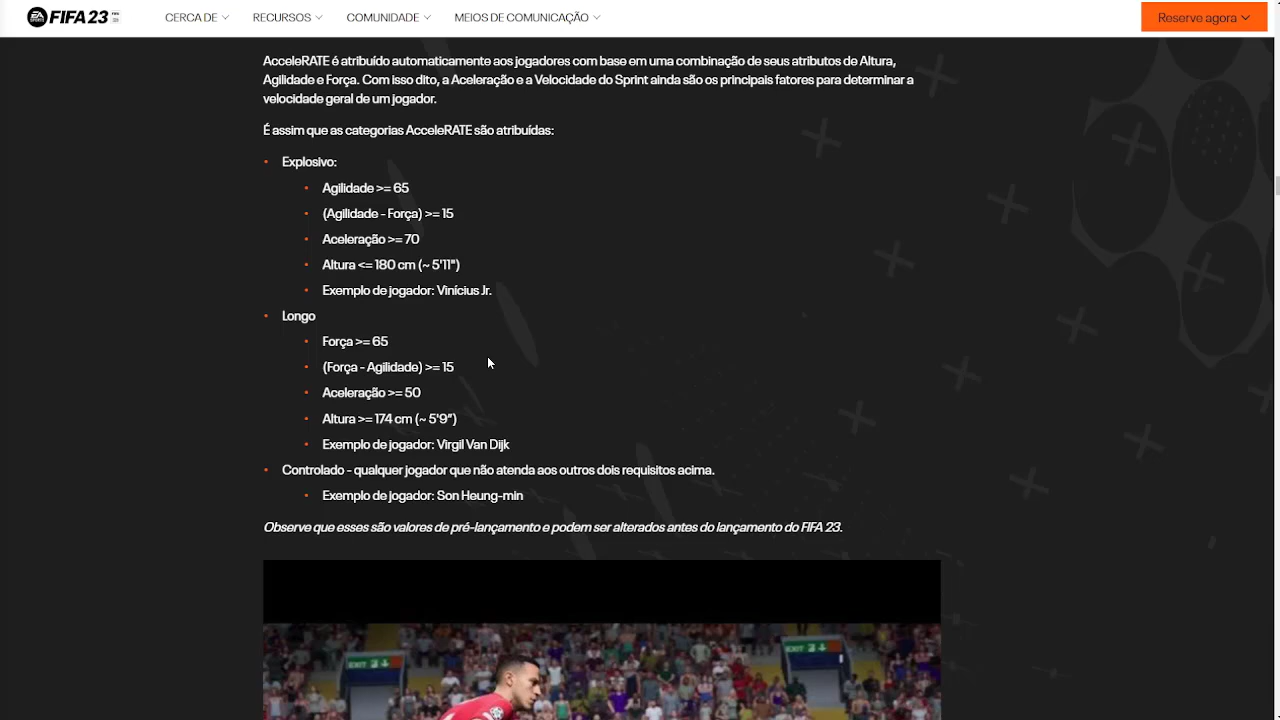 EA SPORTS FIFA 23
CERCA DE RECURSOS COMUNIDADE MEIOS DE COMUNICAÇÃO Reserve agora
AcceleRATE é atribuído automaticamente aos jogadores com base em uma combinação de seus atributos de Altura,
Agilidade e Força. Com isso dito, a Aceleração e a Velocidade do Sprint ainda são os principais fatores para determinar a
velocidade geral de um jogador.
É assim que as categorias AcceleRATE são atribuídas:
• Explosivo:
• Agilidade >= 65
• (Agilidade - Força) >= 15
• Aceleração >= 70
• Altura <= 180 cm (~ 5'11")
• Exemplo de jogador: Vinícius Jr.
• Longo
• Força >= 65
• (Força - Agilidade) >= 15
• Aceleração >= 50
• Altura >= 174 cm (~ 5'9”)
• Exemplo de jogador: Virgil Van Dijk
• Controlado - qualquer jogador que não atenda aos outros dois requisitos acima.
• Exemplo de jogador: Son Heung-min
Observe que esses são valores de pré-lançamento e podem ser alterados antes do lançamento do FIFA 23.
EXIT
EXIT